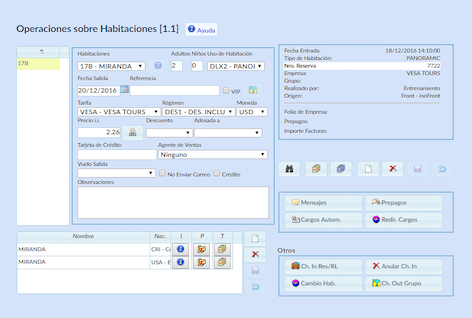 Operaciones sobre Habitaciones [1.1] Ayuda
17B
Habitaciones Adultos Niños Uso de Habitación
17B - MIRANDA 2 0 DLX2 - PANOI
Fecha Salida Referencia
20/12/2016 VIP
Tarifa Régimen Moneda
VESA - VESA TOURS DES1 - DES. INCLU USD
Precio i.i. Descuento Adosada a
2.26
Tarjeta de Crédito Agente de Ventas
Ninguno
Vuelo Salida
No Enviar Correo Crédito
Observaciones
Fecha Entrada: 18/12/2016 14:10:00
Tipo de Habitación: PANORAMIC
Nro. Reserva 7722
Empresa: VESA TOURS
Grupo:
Realizado por: Entrenamiento
Origen: Front - InnFront
Folio de Empresa:
Prepagos:
Importe Facturas:
Mensajes Prepagos
Cargos Autom. Redir. Cargos
Nombre Nac. I P T
MIRANDA CRI - C
MIRANDA USA - E
Otros
Ch. In Res/RL Anular Ch. In
Cambio Hab. Ch. Out Grupo